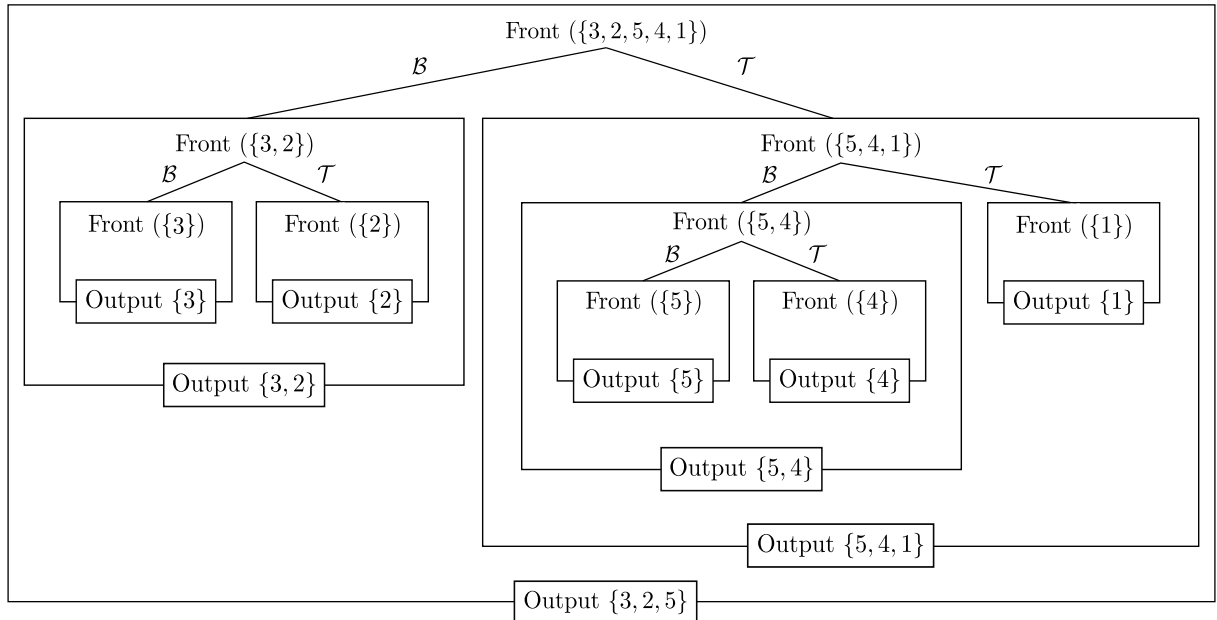 Front ({3, 2, 5, 4, 1})
ℬ
𝒯
Front ({3, 2})
ℬ
𝒯
Front ({3})
Output {3}
Front ({2})
Output {2}
Output {3, 2}
Front ({5, 4, 1})
ℬ
𝒯
Front ({5, 4})
ℬ
𝒯
Front ({5})
Output {5}
Front ({4})
Output {4}
Output {5, 4}
Front ({1})
Output {1}
Output {5, 4, 1}
Output {3, 2, 5}